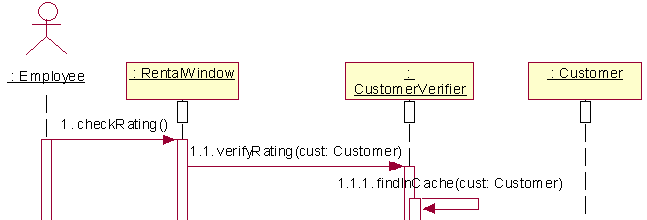 : Employee
: RentalWindow
:
CustomerVerifier
: Customer
1. checkRating()
1.1. verifyRating(cust: Customer)
1.1.1. findInCache(cust: Customer)